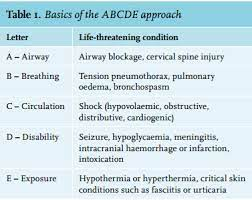 Table 1. Basics of the ABCDE approach
Letter Life-threatening condition
A – Airway Airway blockage, cervical spine injury
B – Breathing Tension pneumothorax, pulmonary
oedema, bronchospasm
C – Circulation Shock (hypovolaemic, obstructive,
distributive, cardiogenic)
D – Disability Seizure, hypoglycaemia, meningitis,
intracranial haemorrhage or infarction,
intoxication
E – Exposure Hypothermia or hyperthermia, critical skin
conditions such as fasciitis or urticaria